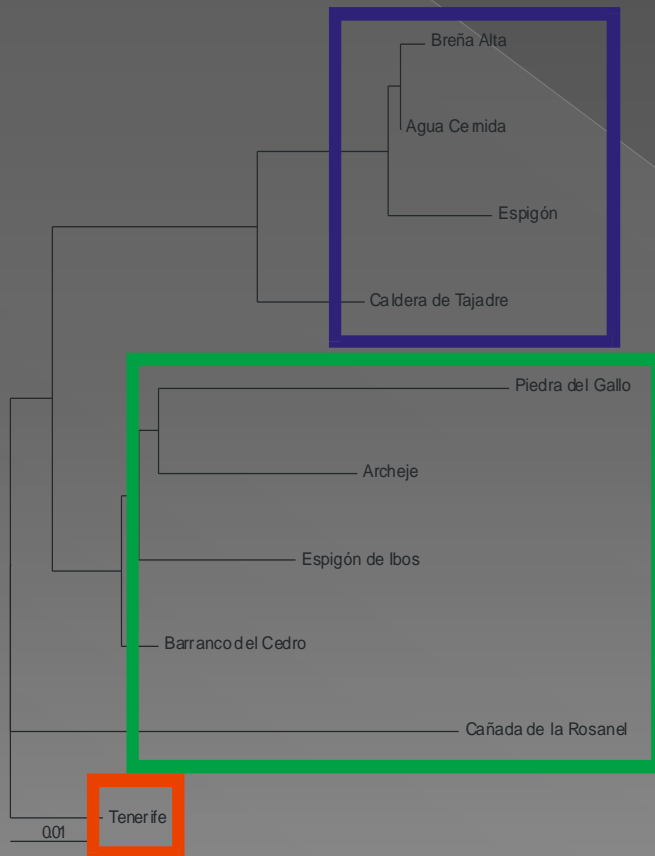 Breña Alta
Agua Cernida
Espigón
Caldera de Tajadre
Piedra del Gallo
Archeje
Espigón de Ibos
Barranco del Cedro
Cañada de la Rosanel
Tenerife
0.01